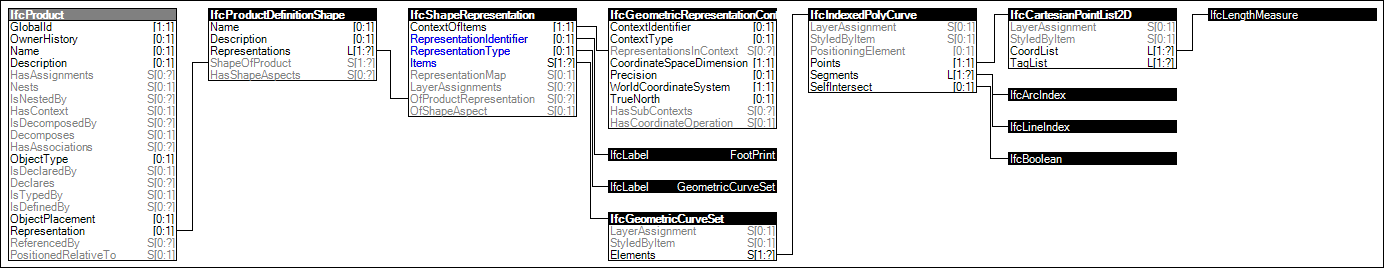 IfcProduct
GlobalId [1:1]
OwnerHistory [0:1]
Name [0:1]
Description [0:1]
HasAssignments S[0:?]
Nests S[0:1]
IsNestedBy S[0:?]
HasContext S[0:1]
IsDecomposedBy S[0:?]
Decomposes S[0:1]
HasAssociations S[0:?]
ObjectType [0:1]
IsDeclaredBy S[0:1]
Declares S[0:?]
IsTypedBy S[0:1]
IsDefinedBy S[0:?]
ObjectPlacement [0:1]
Representation [0:1]
ReferencedBy S[0:?]
PositionedRelativeTo S[0:1]
IfcProductDefinitionShape
Name [0:1]
Description [0:1]
Representations L[1:?]
ShapeOfProduct S[1:?]
HasShapeAspects S[0:?]
IfcShapeRepresentation
ContextOfItems [1:1]
RepresentationIdentifier [0:1]
RepresentationType [0:1]
Items S[1:?]
RepresentationMap S[0:1]
LayerAssignments S[0:?]
OfProductRepresentation S[0:?]
OfShapeAspect S[0:1]
IfcGeometricRepresentationCont
ContextIdentifier [0:1]
ContextType [0:1]
RepresentationsInContext S[0:?]
CoordinateSpaceDimension [1:1]
Precision [0:1]
WorldCoordinateSystem [1:1]
TrueNorth [0:1]
HasSubContexts S[0:?]
HasCoordinateOperation S[0:1]
IfcLabel FootPrint
IfcLabel GeometricCurveSet
IfcGeometricCurveSet
LayerAssignment S[0:1]
StyledByItem S[0:1]
Elements S[1:?]
IfcIndexedPolyCurve
LayerAssignment S[0:1]
StyledByItem S[0:1]
PositioningElement [0:1]
Points [1:1]
Segments L[1:?]
SelfIntersect [0:1]
IfcCartesianPointList2D
LayerAssignment S[0:1]
StyledByItem S[0:1]
CoordList L[1:?]
TagList L[1:?]
IfcArcIndex
IfcLineIndex
IfcBoolean
IfcLengthMeasure